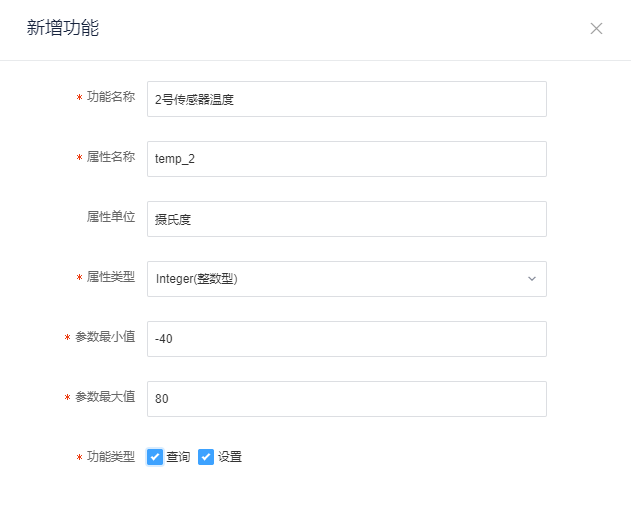 新增功能
* 功能名称 2号传感器温度
* 属性名称 temp_2
属性单位 摄氏度
* 属性类型 Integer(整数型)
* 参数最小值 -40
* 参数最大值 80
* 功能类型 查询 设置